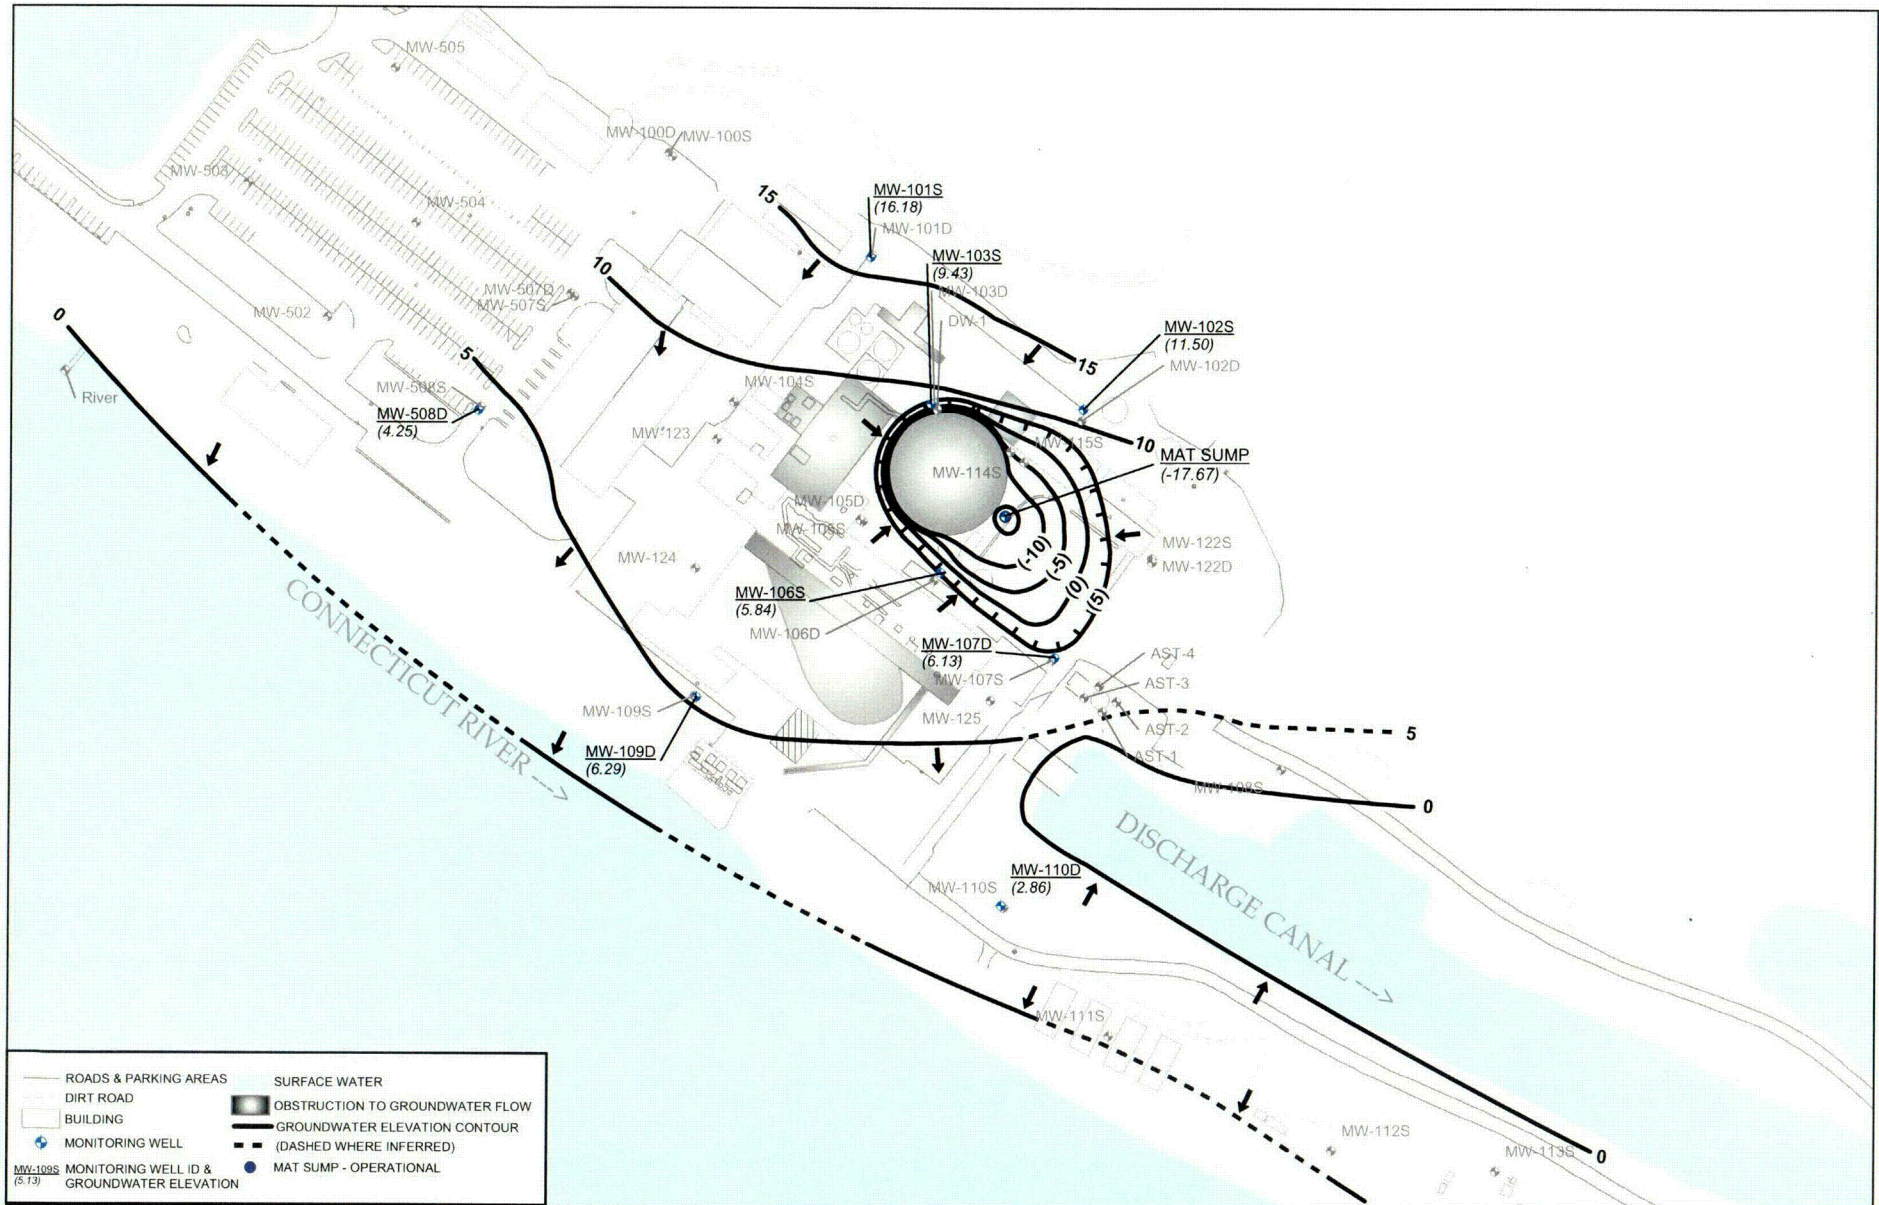 MW-505
MW-100D
MW-100S
MW-503
MW-504
15
MW-101S
(16.18)
MW-101D
MW-103S
(9.43)
MW-103D
DW-1
10
MW-507D
MW-507S
MW-502
0
River
5
MW-508S
MW-508D
(4.25)
MW-104S
MW-123
MW-102S
(11.50)
MW-102D
15
10
MW-115S
MAT SUMP
(-17.67)
MW-114S
MW-105D
MW-124
(-10)
(-5)
(0)
(5)
MW-122S
MW-122D
MW-106S
(5.84)
MW-106D
MW-107D
(6.13)
MW-107S
MW-125
AST-4
AST-3
AST-2
AST-1
5
MW-108S
0
MW-109S
MW-109D
(6.29)
CONNECTICUT RIVER --->
DISCHARGE CANAL --->
MW-110S
MW-110D
(2.86)
MW-111S
MW-112S
MW-113S
0
ROADS & PARKING AREAS
DIRT ROAD
BUILDING
MONITORING WELL
MW-109S
(5.13)
MONITORING WELL ID &
GROUNDWATER ELEVATION
SURFACE WATER
OBSTRUCTION TO GROUNDWATER FLOW
GROUNDWATER ELEVATION CONTOUR
(DASHED WHERE INFERRED)
MAT SUMP - OPERATIONAL